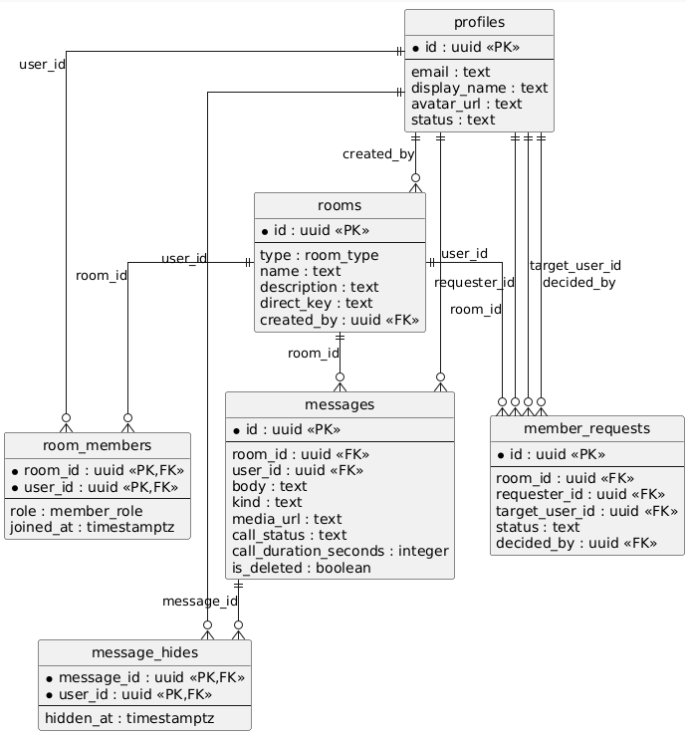 profiles
id : uuid «PK»
email : text
display_name : text
avatar_url : text
status : text
user_id
created_by
rooms
id : uuid «PK»
type : room_type
name : text
description : text
direct_key : text
created_by : uuid «FK»
user_id
room_id
user_id
requester_id
room_id
target_user_id
decided_by
room_id
messages
id : uuid «PK»
room_id : uuid «FK»
user_id : uuid «FK»
body : text
kind : text
media_url : text
call_status : text
call_duration_seconds : integer
is_deleted : boolean
member_requests
id : uuid «PK»
room_id : uuid «FK»
requester_id : uuid «FK»
target_user_id : uuid «FK»
status : text
decided_by : uuid «FK»
room_members
room_id : uuid «PK,FK»
user_id : uuid «PK,FK»
role : member_role
joined_at : timestamptz
message_id
message_hides
message_id : uuid «PK,FK»
user_id : uuid «PK,FK»
hidden_at : timestamptz